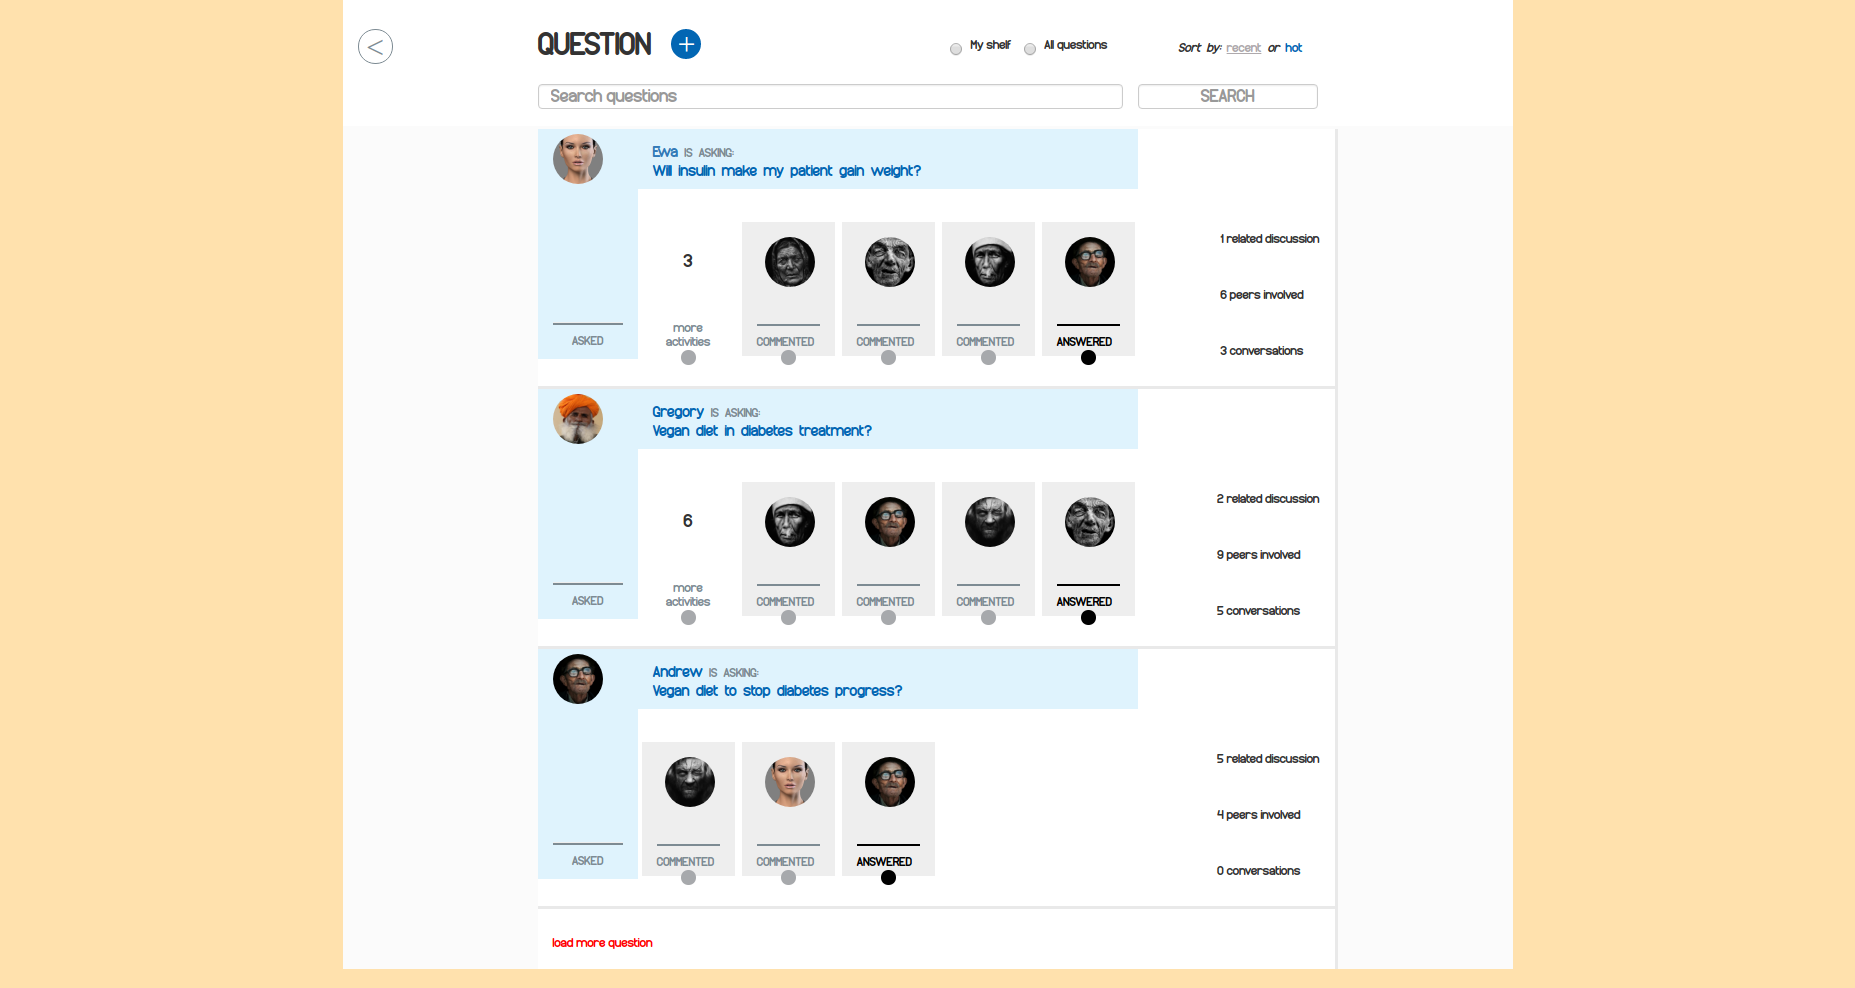 <
QUESTION +
My shelf All questions
Sort by: recent or hot
Search questions
SEARCH
Ewa IS ASKING:
Will insulin make my patient gain weight?
3
more
activities
ASKED
COMMENTED
COMMENTED
COMMENTED
ANSWERED
1 related discussion
6 peers involved
3 conversations
Gregory IS ASKING:
Vegan diet in diabetes treatment?
6
more
activities
ASKED
COMMENTED
COMMENTED
COMMENTED
ANSWERED
2 related discussion
9 peers involved
5 conversations
Andrew IS ASKING:
Vegan diet to stop diabetes progress?
ASKED
COMMENTED
COMMENTED
ANSWERED
5 related discussion
4 peers involved
0 conversations
load more question